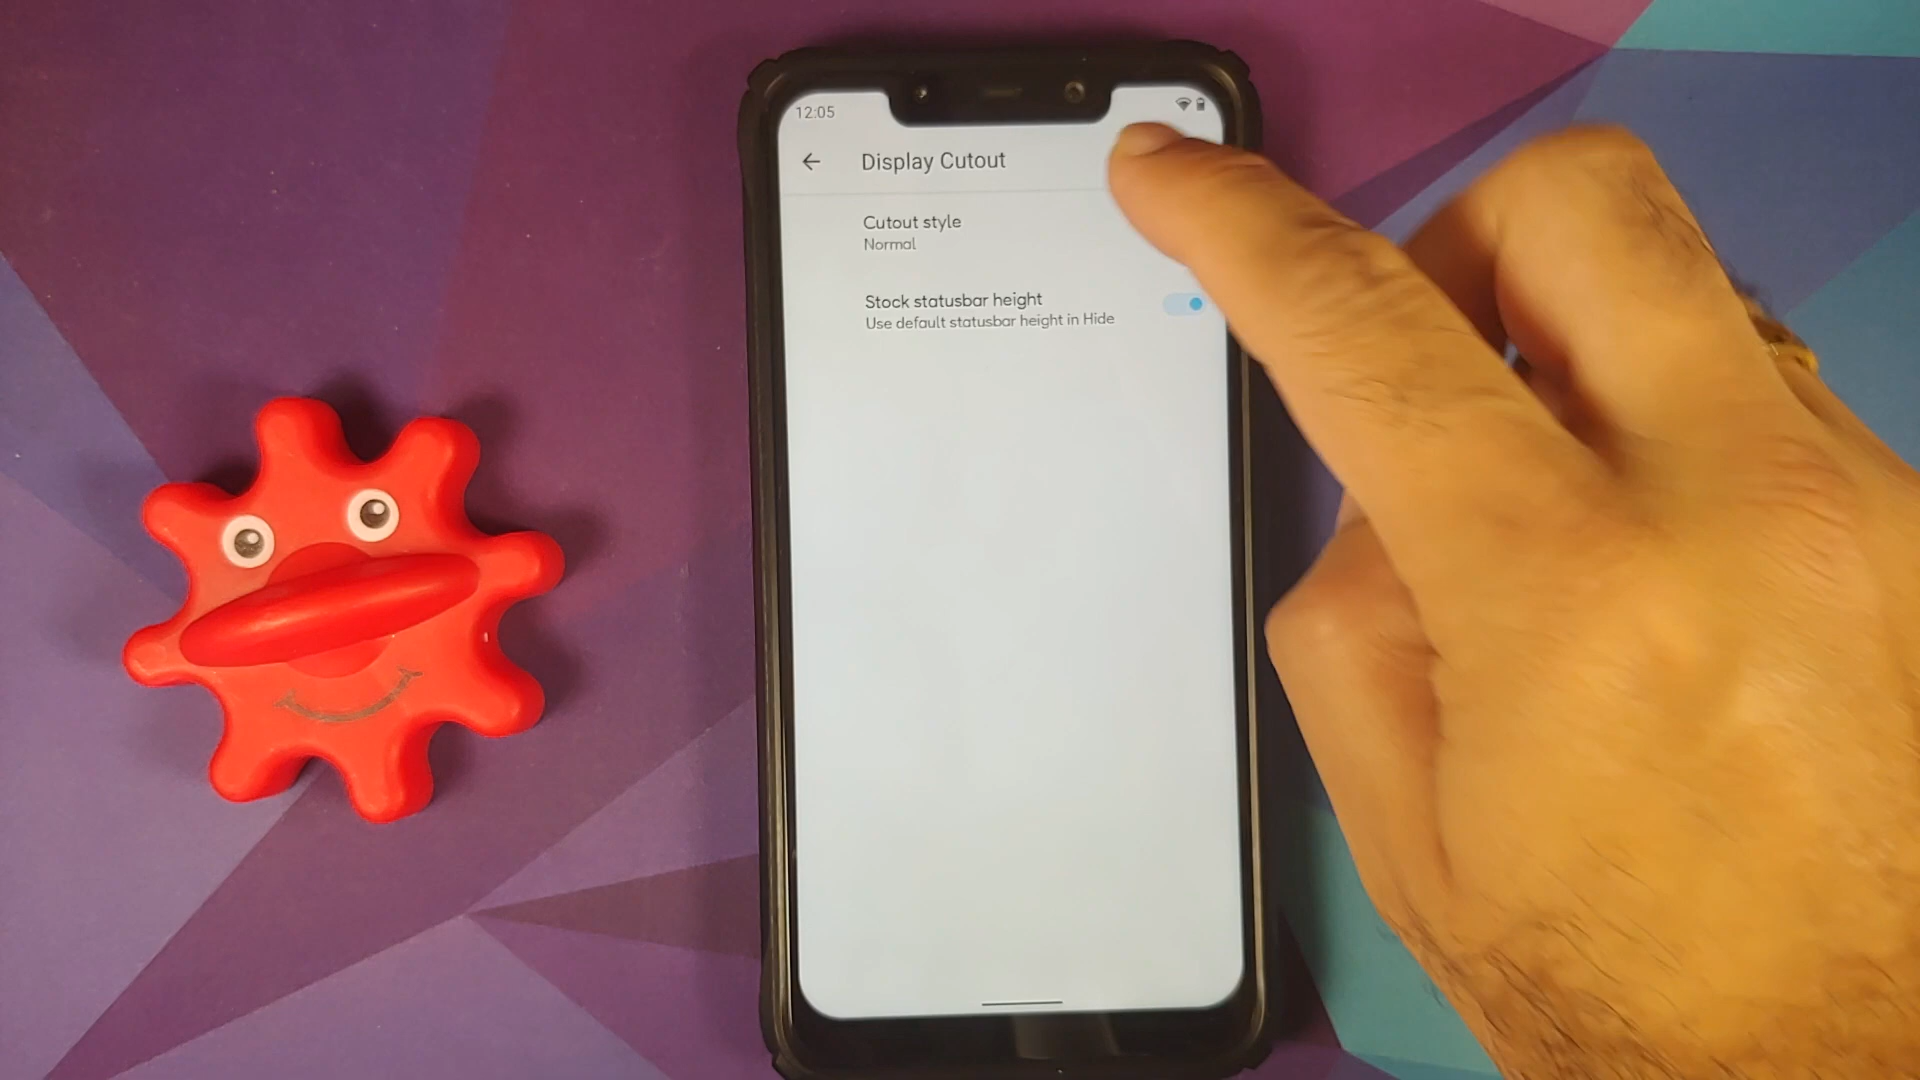 12:05
Display Cutout
Cutout style
Normal
Stock statusbar height
Use default statusbar height in Hide